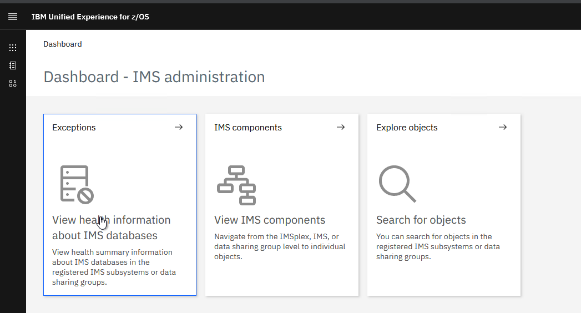 IBM Unified Experience for z/OS
Dashboard
Dashboard - IMS administration
Exceptions
View health information
about IMS databases
View health summary information
about IMS databases in the
registered IMS subsystems or data
sharing groups.
IMS components
View IMS components
Navigate from the IMSplex, IMS, or
data sharing group level to individual
objects.
Explore objects
Search for objects
You can search for objects in the
registered IMS subsystems or data
sharing groups.